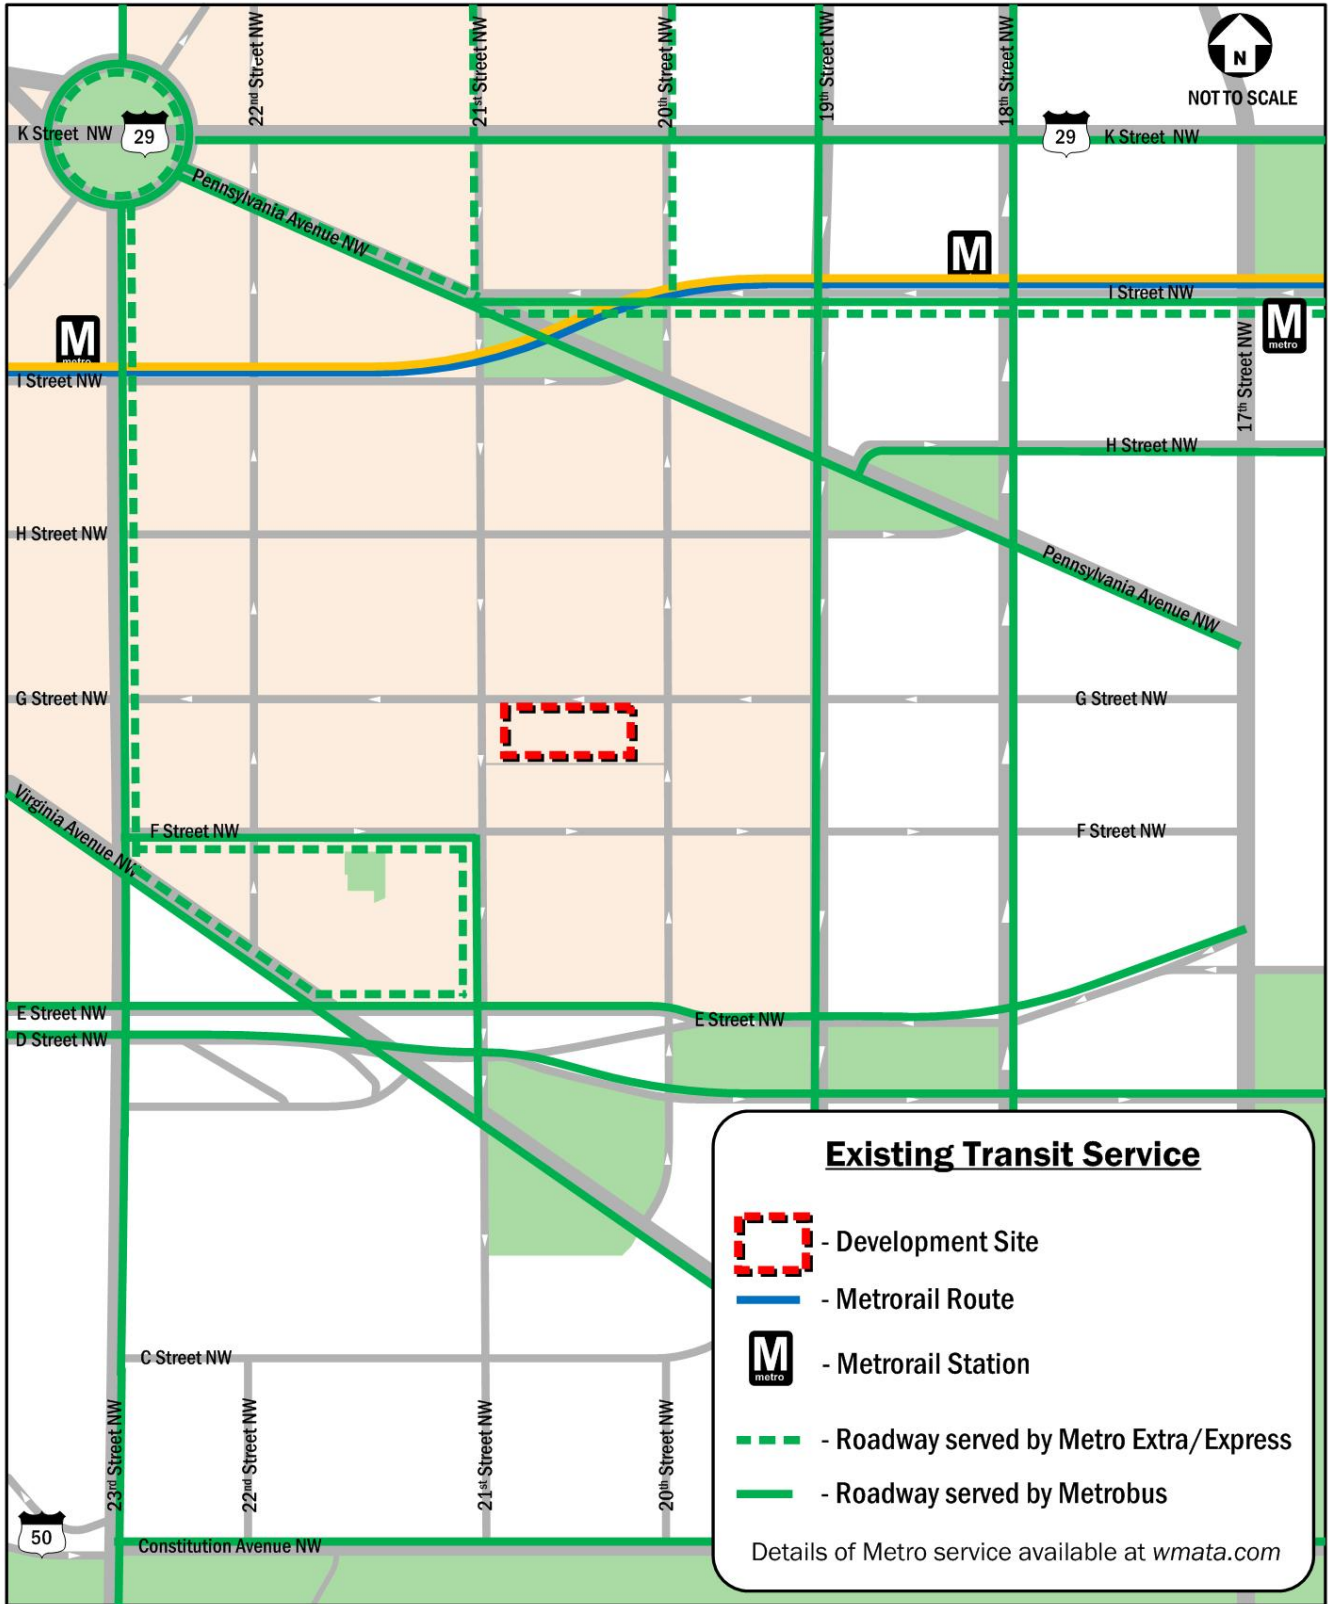 22nd Street NW
21st Street NW
20th Street NW
19th Street NW
18th Street NW
N
NOT TO SCALE
K Street NW
29
29
K Street NW
Pennsylvania Avenue NW
M
I Street NW
M
metro
M
metro
I Street NW
17th Street NW
H Street NW
H Street NW
Pennsylvania Avenue NW
G Street NW
G Street NW
Virginia Avenue NW
F Street NW
F Street NW
E Street NW
E Street NW
D Street NW
Existing Transit Service
- Development Site
- Metrorail Route
M
metro
- Metrorail Station
- Roadway served by Metro Extra/Express
- Roadway served by Metrobus
Details of Metro service available at wmata.com
C Street NW
23rd Street NW
22nd Street NW
21st Street NW
20th Street NW
50
Constitution Avenue NW